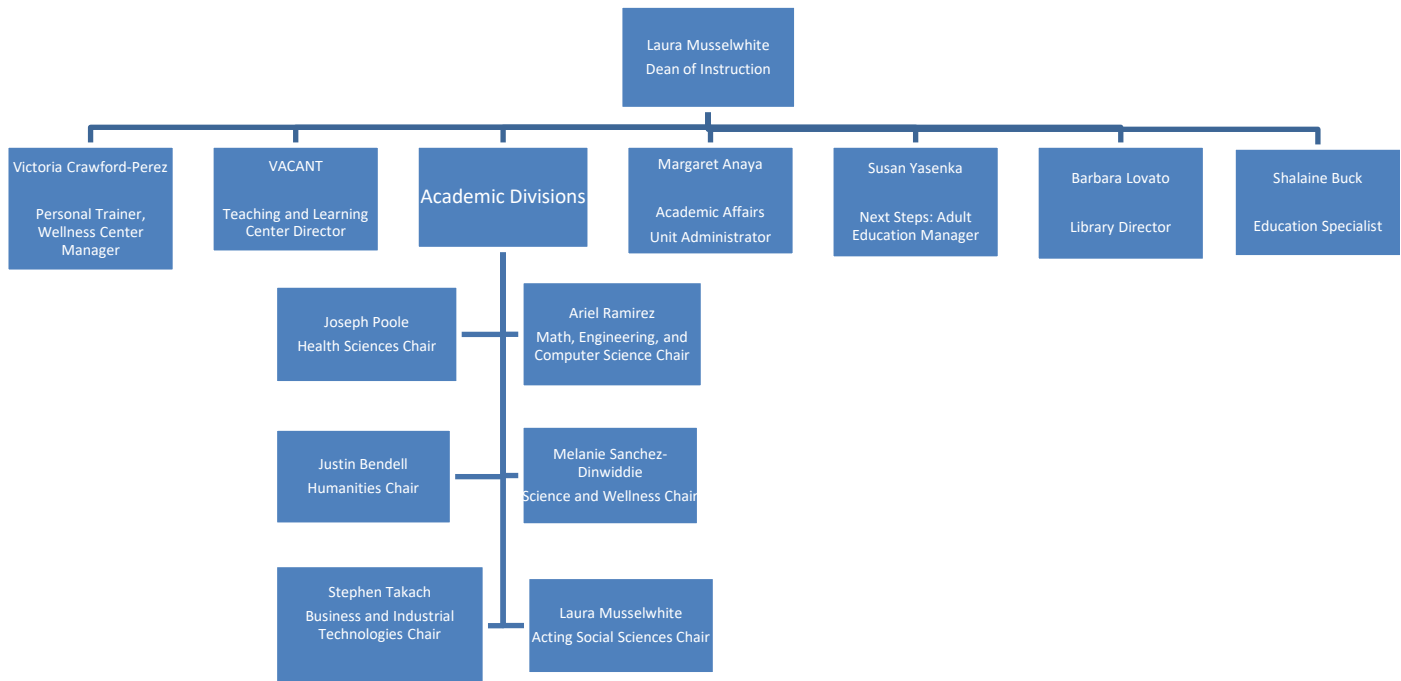 Laura Musselwhite
Dean of Instruction
Victoria Crawford-Perez
Personal Trainer,
Wellness Center
Manager
VACANT
Teaching and Learning
Center Director
Academic Divisions
Margaret Anaya
Academic Affairs
Unit Administrator
Susan Yasenka
Next Steps: Adult
Education Manager
Barbara Lovato
Library Director
Shalaine Buck
Education Specialist
Joseph Poole
Health Sciences Chair
Ariel Ramirez
Math, Engineering, and
Computer Science Chair
Justin Bendell
Humanities Chair
Melanie Sanchez-
Dinwiddie
Science and Wellness Chair
Stephen Takach
Business and Industrial
Technologies Chair
Laura Musselwhite
Acting Social Sciences Chair